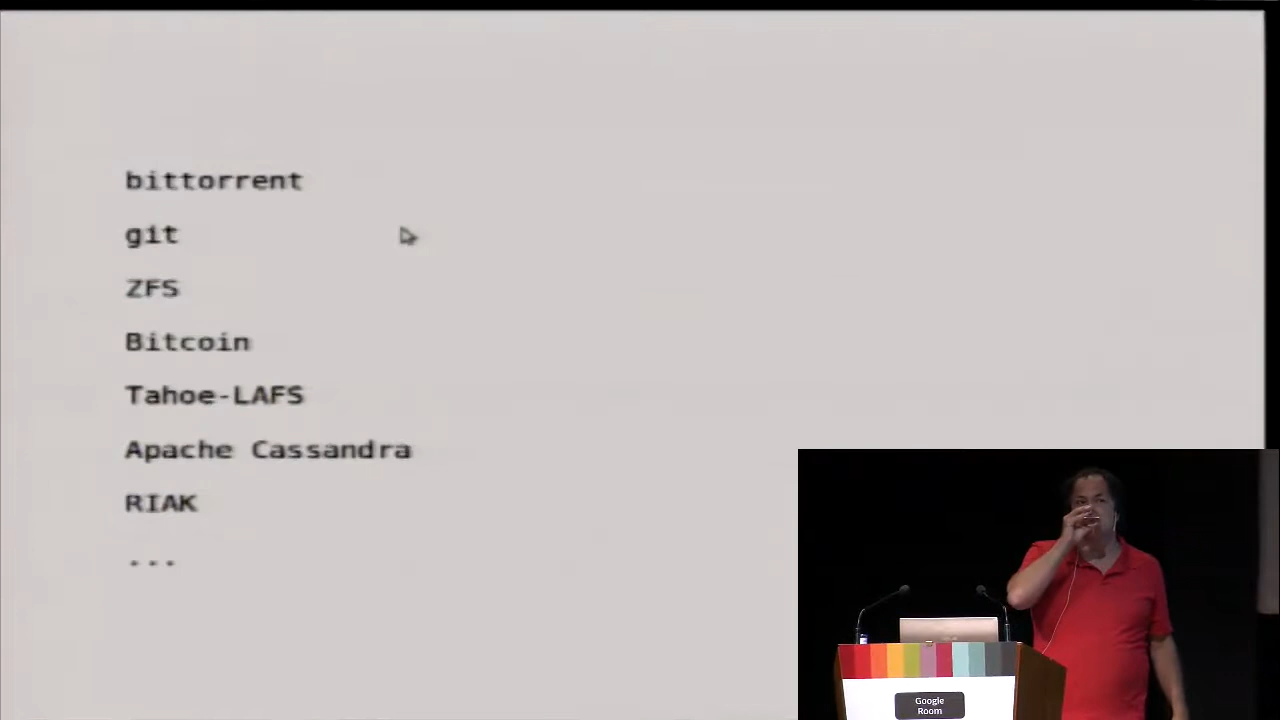 bittorrent
git
ZFS
Bitcoin
Tahoe-LAFS
Apache Cassandra
RIAK
...
Google
Room